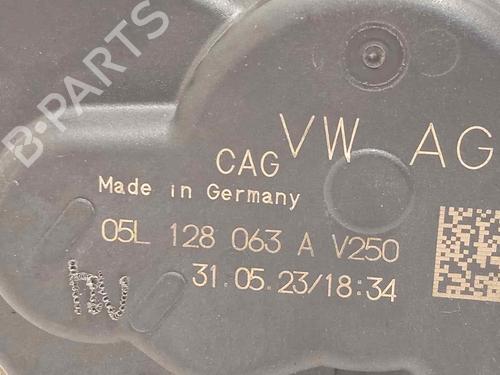 B-PARTS
VW AG
CAG
Made in Germany
05L 128 063 A V250
31.05.23/18:34